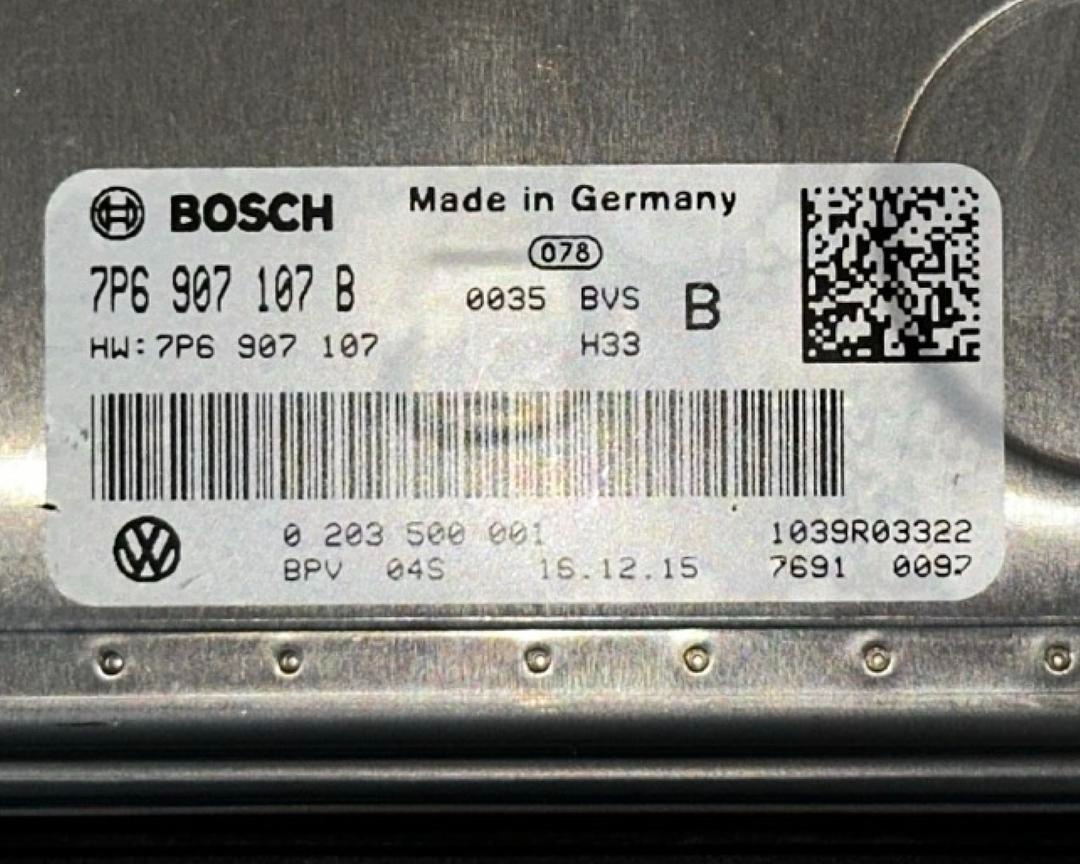 BOSCH Made in Germany
078
7P6 907 107 B 0035 BVS B
HW:7P6 907 107 H33
0 203 500 001 1039R03322
BPV 04S 16.12.15 7691 0097